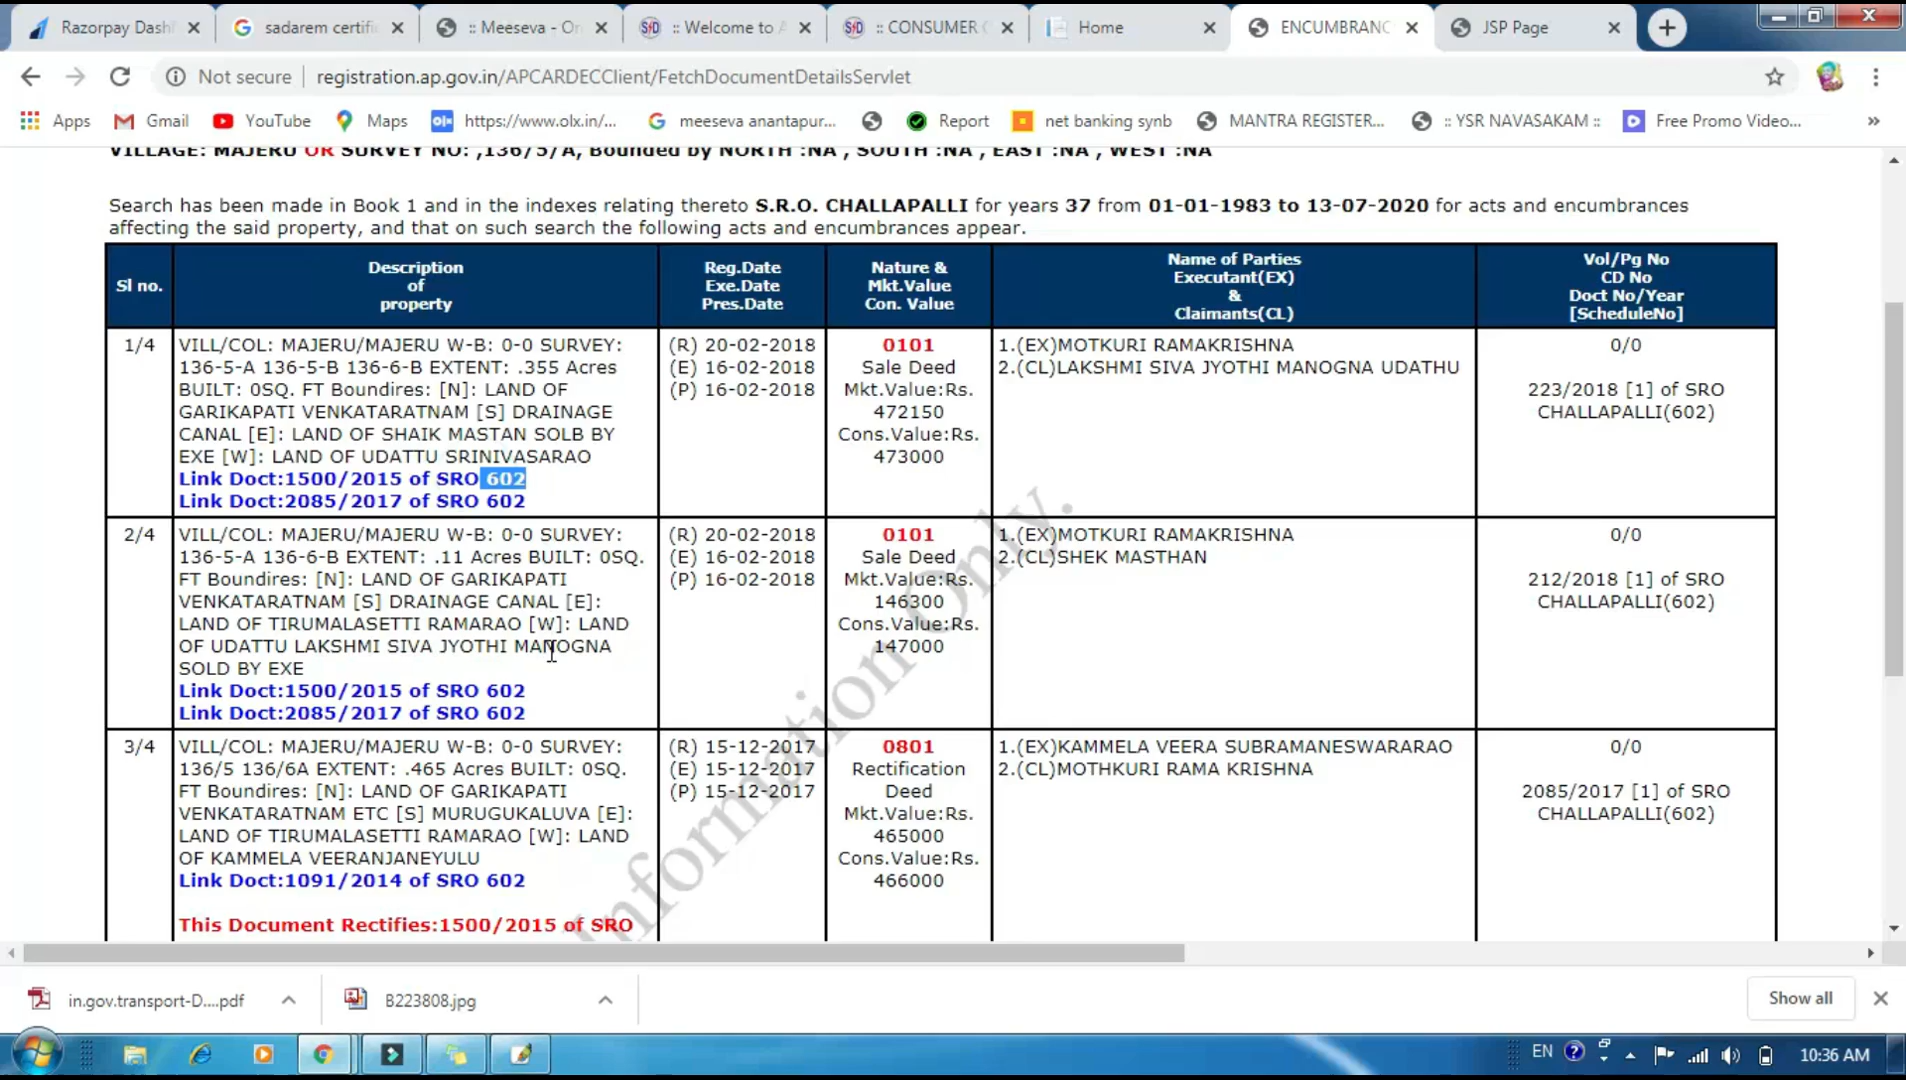 Razorpay Dash
sadarem certifi
:: Meeseva - On
:: Welcome to A
:: CONSUMER C
Home
ENCUMBRANC
JSP Page
Not secure
registration.ap.gov.in/APCARDECClient/FetchDocumentDetailsServlet
Apps
Gmail
YouTube
Maps
https://www.olx.in/...
meeseva anantapur...
Report
net banking synb
MANTRA REGISTER...
:: YSR NAVASAKAM ::
Free Promo Video...
»
VILLAGE: MAJERU OR SURVEY NO: ,136/5/A, Bounded by NORTH :NA , SOUTH :NA , EAST :NA , WEST :NA
Search has been made in Book 1 and in the indexes relating thereto S.R.O. CHALLAPALLI for years 37 from 01-01-1983 to 13-07-2020 for acts and encumbrances
affecting the said property, and that on such search the following acts and encumbrances appear.
Sl no.
Description
of
property
Reg.Date
Exe.Date
Pres.Date
Nature &
Mkt.Value
Con. Value
Name of Parties
Executant(EX)
&
Claimants(CL)
Vol/Pg No
CD No
Doct No/Year
[ScheduleNo]
1/4
VILL/COL: MAJERU/MAJERU W-B: 0-0 SURVEY:
136-5-A 136-5-B 136-6-B EXTENT: .355 Acres
BUILT: 0SQ. FT Boundires: [N]: LAND OF
GARIKAPATI VENKATARATNAM [S] DRAINAGE
CANAL [E]: LAND OF SHAIK MASTAN SOLB BY
EXE [W]: LAND OF UDATTU SRINIVASARAO
Link Doct:1500/2015 of SRO 602
Link Doct:2085/2017 of SRO 602
(R) 20-02-2018
(E) 16-02-2018
(P) 16-02-2018
0101
Sale Deed
Mkt.Value:Rs.
472150
Cons.Value:Rs.
473000
1.(EX)MOTKURI RAMAKRISHNA
2.(CL)LAKSHMI SIVA JYOTHI MANOGNA UDATHU
0/0
223/2018 [1] of SRO
CHALLAPALLI(602)
2/4
VILL/COL: MAJERU/MAJERU W-B: 0-0 SURVEY:
136-5-A 136-6-B EXTENT: .11 Acres BUILT: 0SQ.
FT Boundires: [N]: LAND OF GARIKAPATI
VENKATARATNAM [S] DRAINAGE CANAL [E]:
LAND OF TIRUMALASETTI RAMARAO [W]: LAND
OF UDATTU LAKSHMI SIVA JYOTHI MANOGNA
SOLD BY EXE
Link Doct:1500/2015 of SRO 602
Link Doct:2085/2017 of SRO 602
(R) 20-02-2018
(E) 16-02-2018
(P) 16-02-2018
0101
Sale Deed
Mkt.Value:Rs.
146300
Cons.Value:Rs.
147000
1.(EX)MOTKURI RAMAKRISHNA
2.(CL)SHEK MASTHAN
0/0
212/2018 [1] of SRO
CHALLAPALLI(602)
3/4
VILL/COL: MAJERU/MAJERU W-B: 0-0 SURVEY:
136/5 136/6A EXTENT: .465 Acres BUILT: 0SQ.
FT Boundires: [N]: LAND OF GARIKAPATI
VENKATARATNAM ETC [S] MURUGUKALUVA [E]:
LAND OF TIRUMALASETTI RAMARAO [W]: LAND
OF KAMMELA VEERANJANEYULU
Link Doct:1091/2014 of SRO 602
This Document Rectifies:1500/2015 of SRO
(R) 15-12-2017
(E) 15-12-2017
(P) 15-12-2017
0801
Rectification
Deed
Mkt.Value:Rs.
465000
Cons.Value:Rs.
466000
1.(EX)KAMMELA VEERA SUBRAMANESWARARAO
2.(CL)MOTHKURI RAMA KRISHNA
0/0
2085/2017 [1] of SRO
CHALLAPALLI(602)
Information Only.
in.gov.transport-D....pdf
B223808.jpg
Show all
EN
10:36 AM